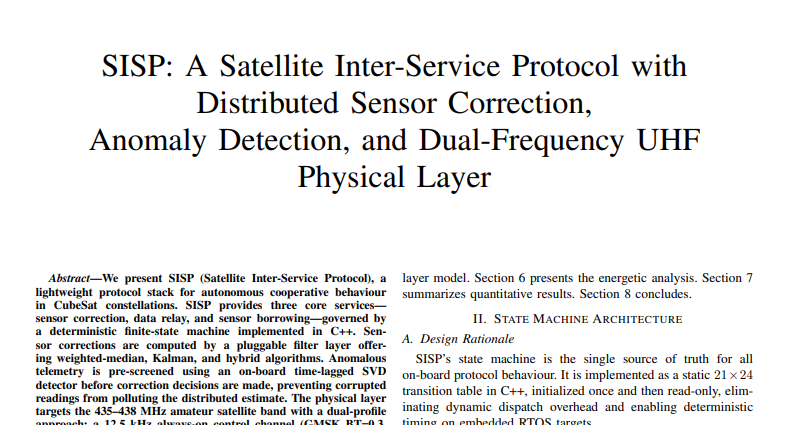 SISP: A Satellite Inter-Service Protocol with
Distributed Sensor Correction,
Anomaly Detection, and Dual-Frequency UHF
Physical Layer
Abstract—We present SISP (Satellite Inter-Service Protocol), a
lightweight protocol stack for autonomous cooperative behaviour
in CubeSat constellations. SISP provides three core services—
sensor correction, data relay, and sensor borrowing—governed by
a deterministic finite-state machine implemented in C++. Sen-
sor corrections are computed by a pluggable filter layer offer-
ing weighted-median, Kalman, and hybrid algorithms. Anomalous
telemetry is pre-screened using an on-board time-lagged SVD
detector before correction decisions are made, preventing corrupted
readings from polluting the distributed estimate. The physical layer
targets the 435–438 MHz amateur satellite band with a dual-profile
approach: a 12.5 kHz always-on control channel (GMSK BT=0.3,
layer model. Section 6 presents the energetic analysis. Section 7
summarizes quantitative results. Section 8 concludes.
II. STATE MACHINE ARCHITECTURE
A. Design Rationale
SISP's state machine is the single source of truth for all
on-board protocol behaviour. It is implemented as a static 21×24
transition table in C++, initialized once and then read-only, elim-
inating dynamic dispatch overhead and enabling deterministic
timing on embedded RTOS targets.